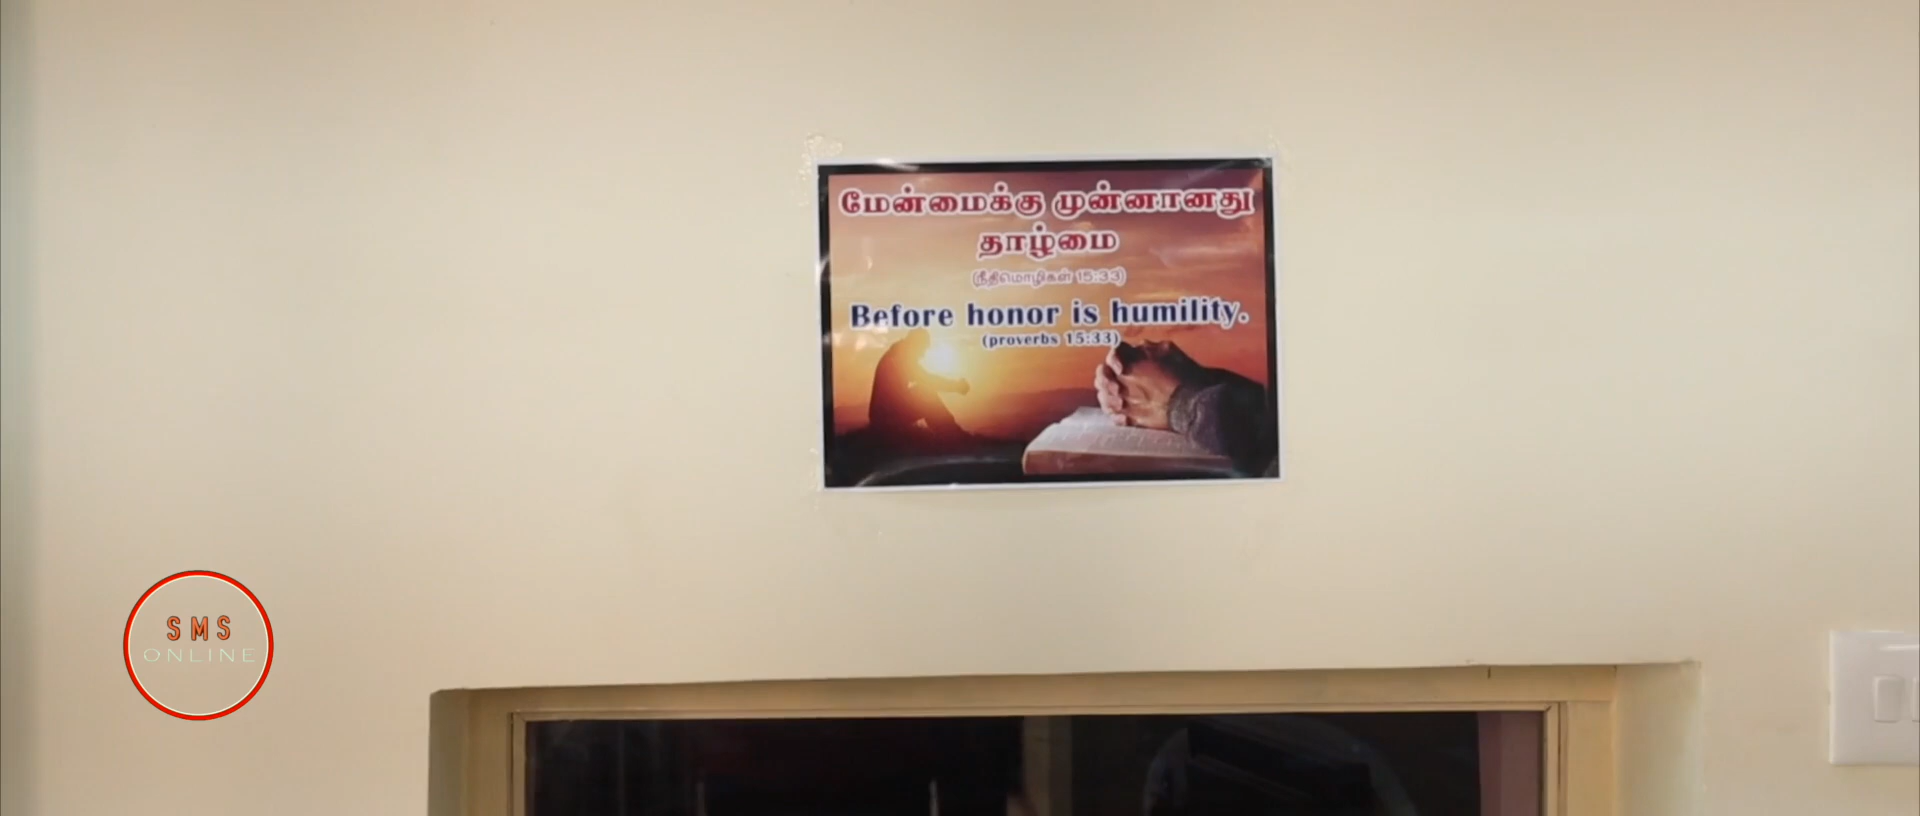 மேன்மைக்கு முன்னானது
தாழ்மை
(நீதிமொழிகள் 15:33)
Before honor is humility.
(proverbs 15:33)
SMS
ONLINE